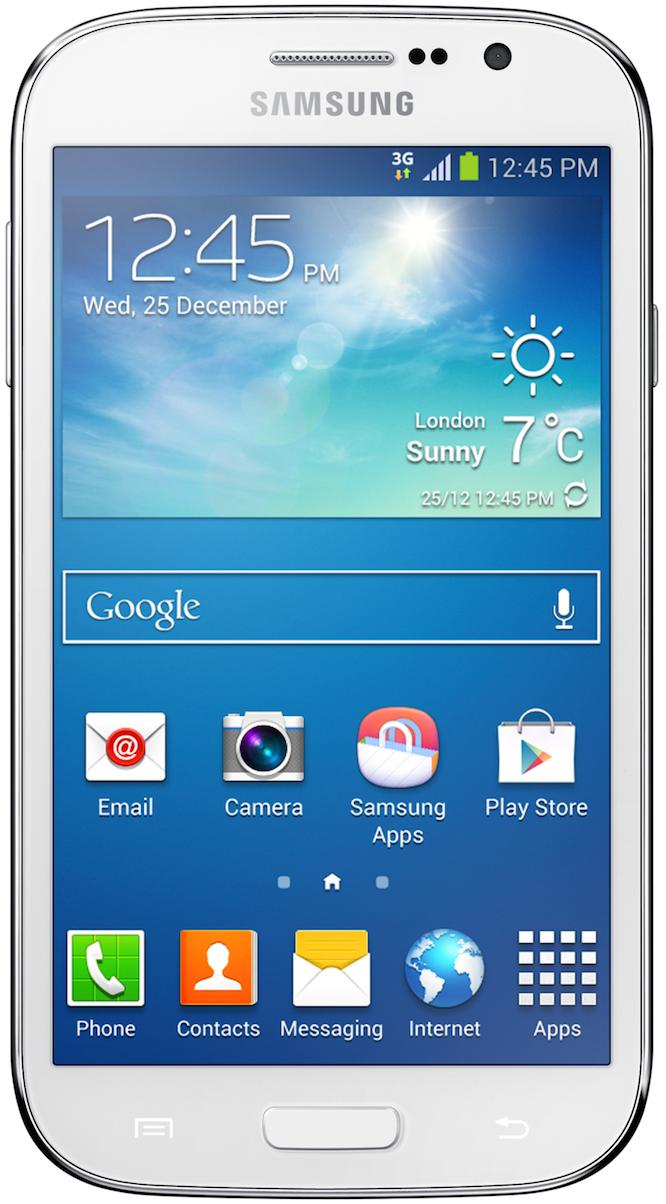 SAMSUNG
3G 12:45 PM
12:45 PM
Wed, 25 December
London
Sunny 7°C
25/12 12:45 PM
Google
@
Email Camera Samsung Apps Play Store
Phone Contacts Messaging Internet Apps